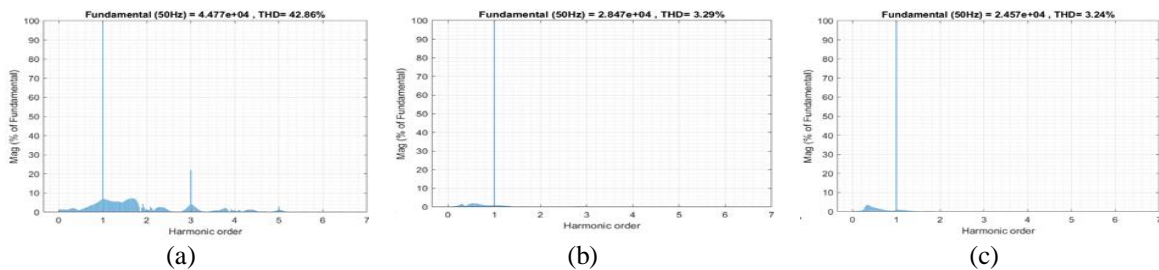 Fundamental (50Hz) = 4.477e+04 , THD= 42.86%
Mag (% of Fundamental)
100
90
80
70
60
50
40
30
20
10
0
0 1 2 3 4 5 6 7
Harmonic order
(a)
Fundamental (50Hz) = 2.847e+04 , THD= 3.29%
Mag (% of Fundamental)
100
90
80
70
60
50
40
30
20
10
0
0 1 2 3 4 5 6 7
Harmonic order
(b)
Fundamental (50Hz) = 2.457e+04 , THD= 3.24%
Mag (% of Fundamental)
100
90
80
70
60
50
40
30
20
10
0
0 1 2 3 4 5 6 7
Harmonic order
(c)